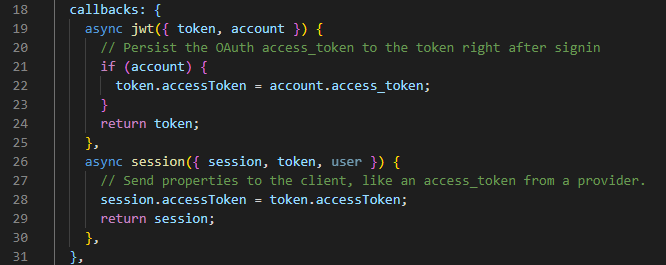 18 callbacks: {
19 async jwt({ token, account }) {
20 // Persist the OAuth access_token to the token right after signin
21 if (account) {
22 token.accessToken = account.access_token;
23 }
24 return token;
25 },
26 async session({ session, token, user }) {
27 // Send properties to the client, like an access_token from a provider.
28 session.accessToken = token.accessToken;
29 return session;
30 },
31 },